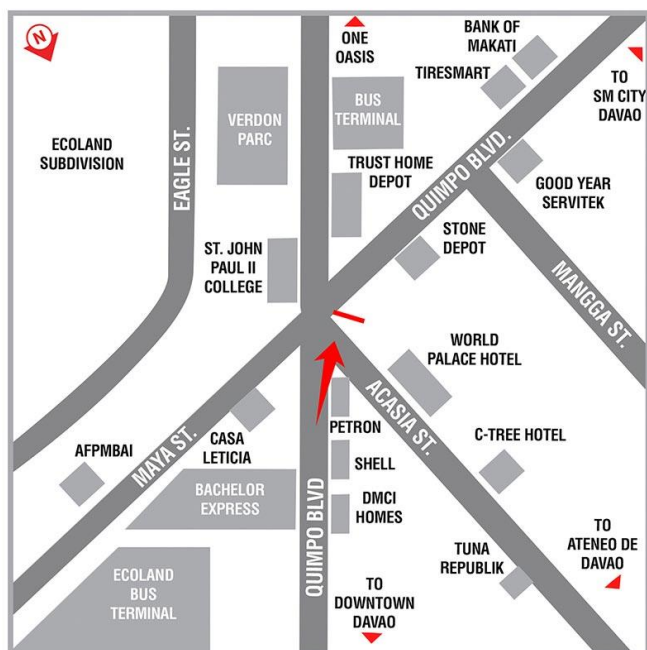 N
ONE
OASIS
BANK OF
MAKATI
TIRESMART
TO
SM CITY
DAVAO
ECOLAND
SUBDIVISION
EAGLE ST.
VERDON
PARC
BUS
TERMINAL
TRUST HOME
DEPOT
QUIMPO BLVD.
GOOD YEAR
SERVITEK
ST. JOHN
PAUL II
COLLEGE
STONE
DEPOT
MANGGA ST.
WORLD
PALACE HOTEL
ACASIA ST.
PETRON
C-TREE HOTEL
MAYA ST.
CASA
LETICIA
AFPMBAI
SHELL
BACHELOR
EXPRESS
QUIMPO BLVD
DMCI
HOMES
TUNA
REPUBLIK
TO
ATENEO DE
DAVAO
ECOLAND
BUS
TERMINAL
TO
DOWNTOWN
DAVAO